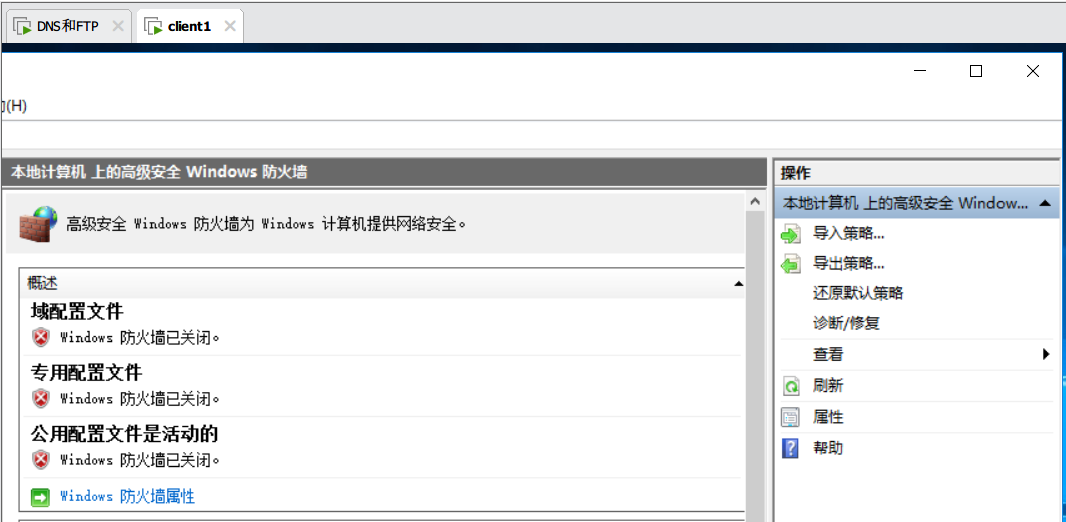 DNS和FTP
client1
(H)
本地计算机 上的高级安全 Windows 防火墙
高级安全 Windows 防火墙为 Windows 计算机提供网络安全。
概述
域配置文件
Windows 防火墙已关闭。
专用配置文件
Windows 防火墙已关闭。
公用配置文件是活动的
Windows 防火墙已关闭。
Windows 防火墙属性
操作
本地计算机 上的高级安全 Window...
导入策略...
导出策略...
还原默认策略
诊断/修复
查看
刷新
属性
帮助